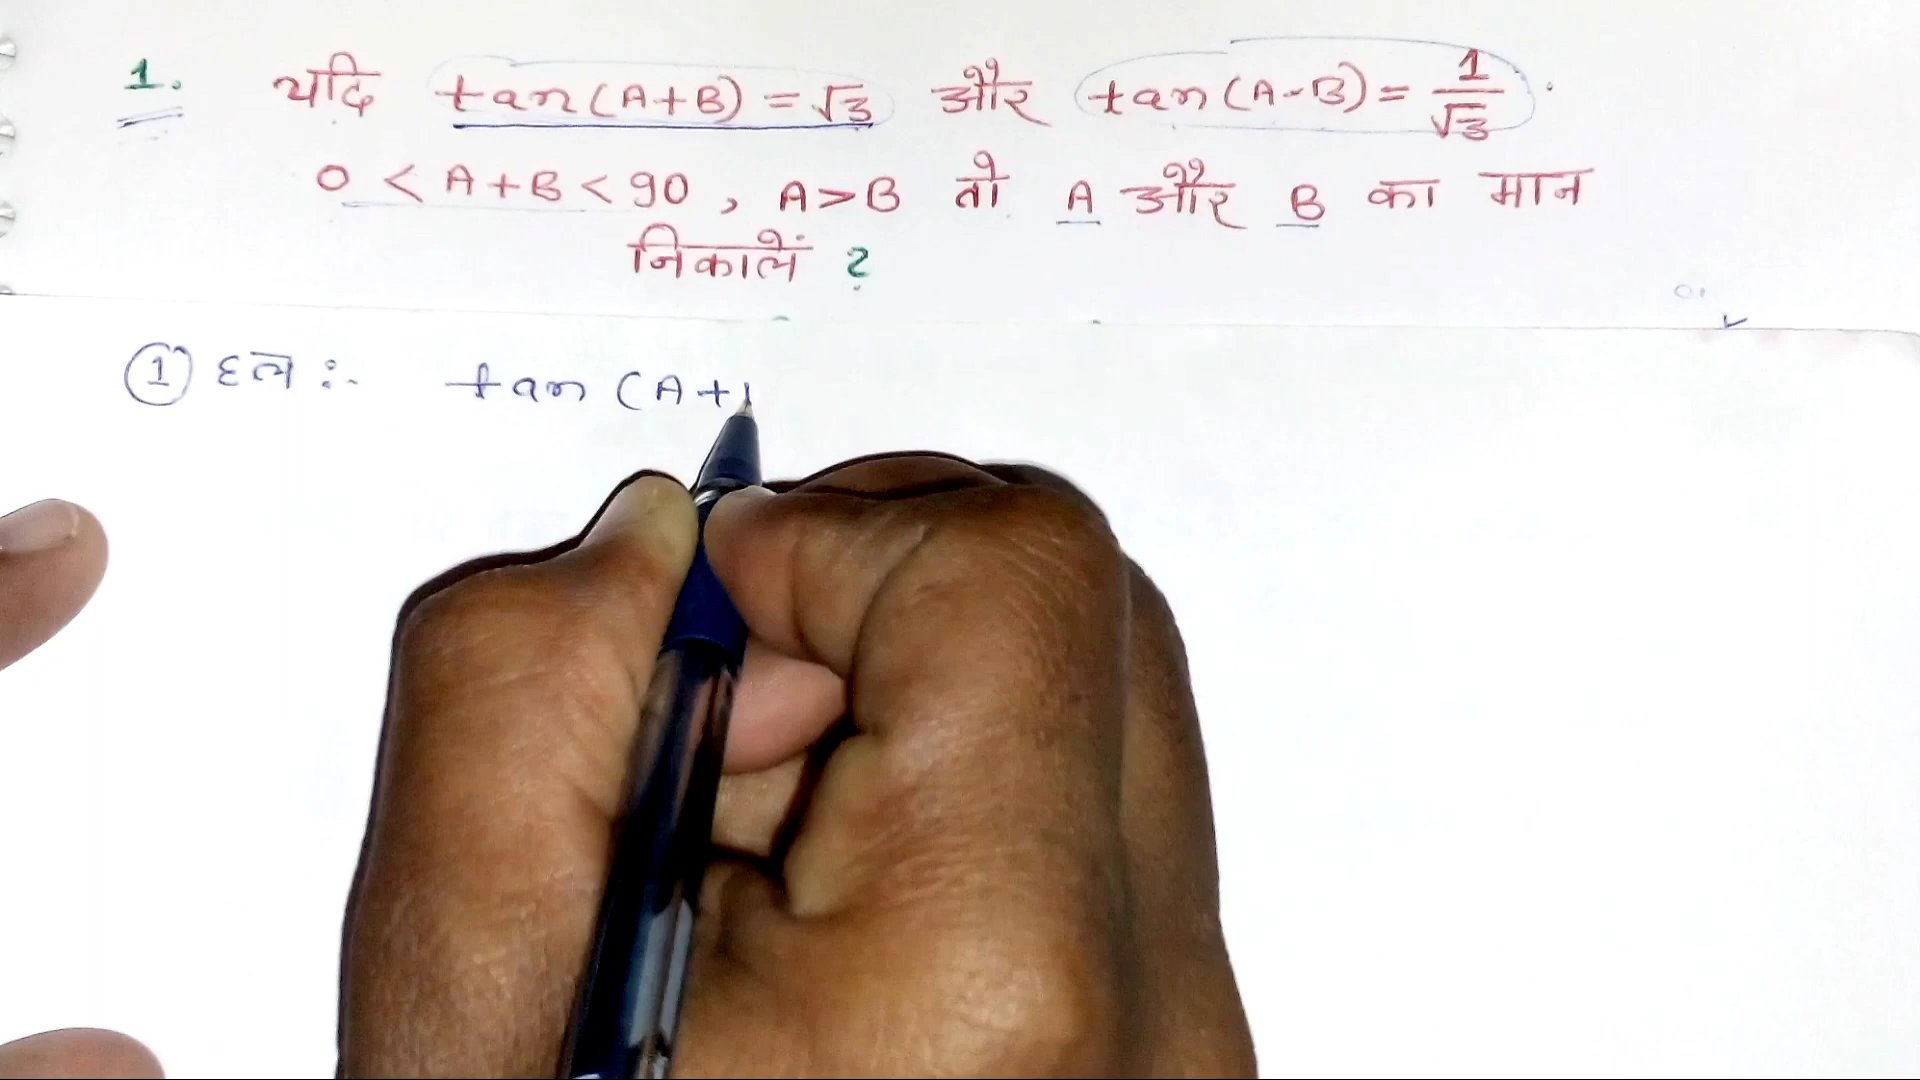 1. यदि tan(A+B) = √3 और tan(A-B) = 1/√3 .
0 < A+B < 90 , A>B तो A और B का मान
निकालें ?
① हल :- tan (A+